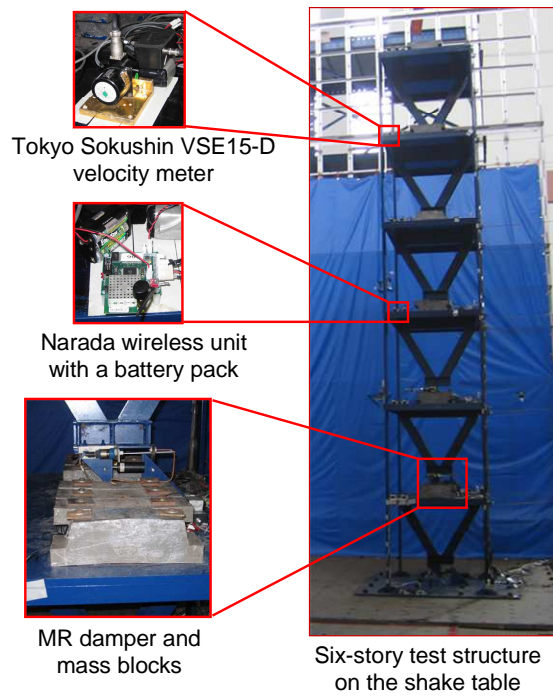 Tokyo Sokushin VSE15-D
velocity meter
Narada wireless unit
with a battery pack
MR damper and
mass blocks
Six-story test structure
on the shake table